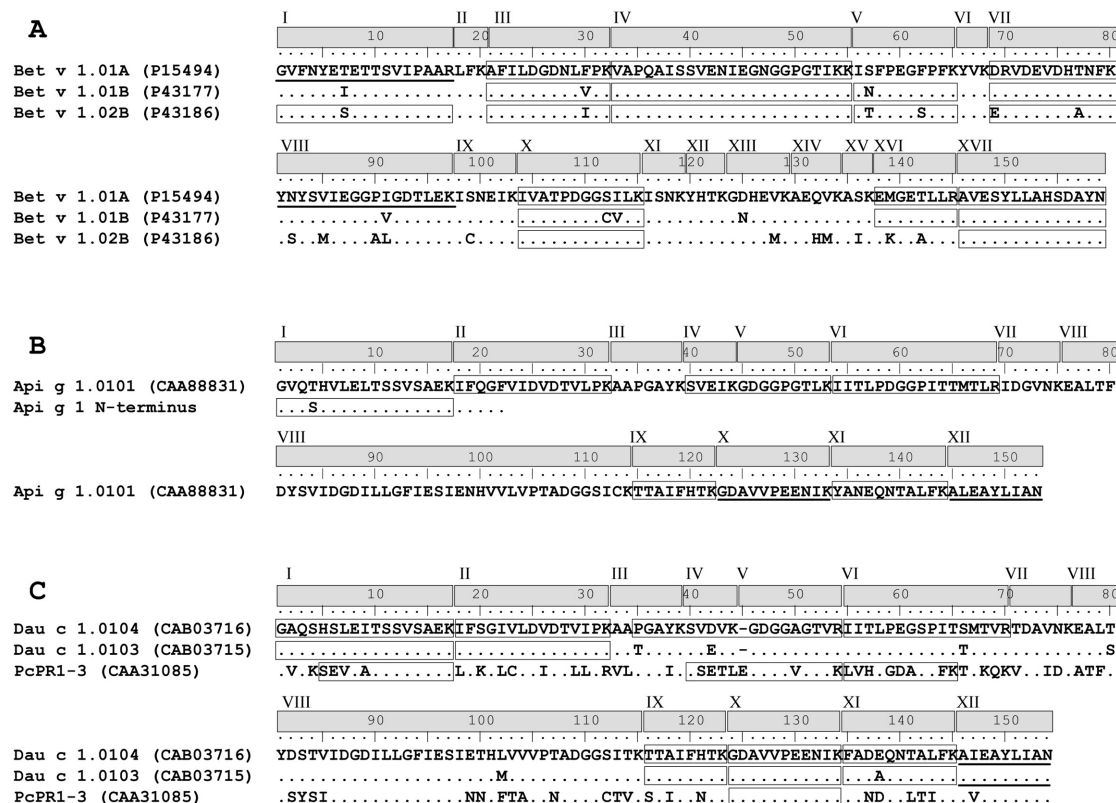 A
I II III IV V VI VII
10 20 30 40 50 60 70 80
Bet v 1.01A (P15494) GVFNYETETTSVIPAARLFKAFILDGDNLFPKVAPQAISSVENIEGNGGPGTIKKISFPEGFPFKYVKDRVDEVDHTNFK
Bet v 1.01B (P43177) ......I......................V..........................N.......................
Bet v 1.02B (P43186) ......S......................I..........................T....S......E.......A...
VIII IX X XI XII XIII XIV XV XVI XVII
90 100 110 120 130 140 150
Bet v 1.01A (P15494) YNYSVIEGGPIGDTLEKISNEIKIVATPDGGSILKISNKYHTKGDHEVKAEQVKASKEMGETLLRAVESYLLAHSDAYN
Bet v 1.01B (P43177) ..........V....................CV...........N..................................
Bet v 1.02B (P43186) .S..M....AL.......C............................M...HM..I..K..A.................
B
I II III IV V VI VII VIII
10 20 30 40 50 60 70 80
Api g 1.0101 (CAA88831) GVQTHVLELTSSVSAEKIFQGFVIDVDTVLPKAAPGAYKSVEIKGDGGPGTLKIITLPDGGPITTMTLRIDGVNKEALTF
Api g 1 N-terminus ...S..................
VIII IX X XI XII
90 100 110 120 130 140 150
Api g 1.0101 (CAA88831) DYSVIDGDILLGFIESIENHVVLVPTADGGSICKTTAIFHTKGDAVVPEENIKYANEQNTALFKALEAYLIAN
C
I II III IV V VI VII VIII
10 20 30 40 50 60 70 80
Dau c 1.0104 (CAB03716) GAQSHSLEITSSVSAEKIFSGIVLDVDTVIPKAAPGAYKSVDVK-GDGGAGTVRIITLPEGSPITSMTVRTDAVNKEALT
Dau c 1.0103 (CAB03715) ..................................T......E..-....................T.............S
PcPR1-3 (CAA31085) .V.KSEV.A........L.K.LC..I..LL.RVL...I..SETLE....V...KLVH.GDA..FKT.KQKV..ID.ATF.
VIII IX X XI XII
90 100 110 120 130 140 150
Dau c 1.0104 (CAB03716) YDSTVIDGDILLGFIESIETHLVVVPTADGGSITKTTAIFHTKGDAVVPEENIKFADEQNTALFKAIEAYLIAN
Dau c 1.0103 (CAB03715) .....................M...................................A................
PcPR1-3 (CAA31085) .SYSI.............NN.FTA..N....CTV.S.I..N...............ND..LTI...V.......